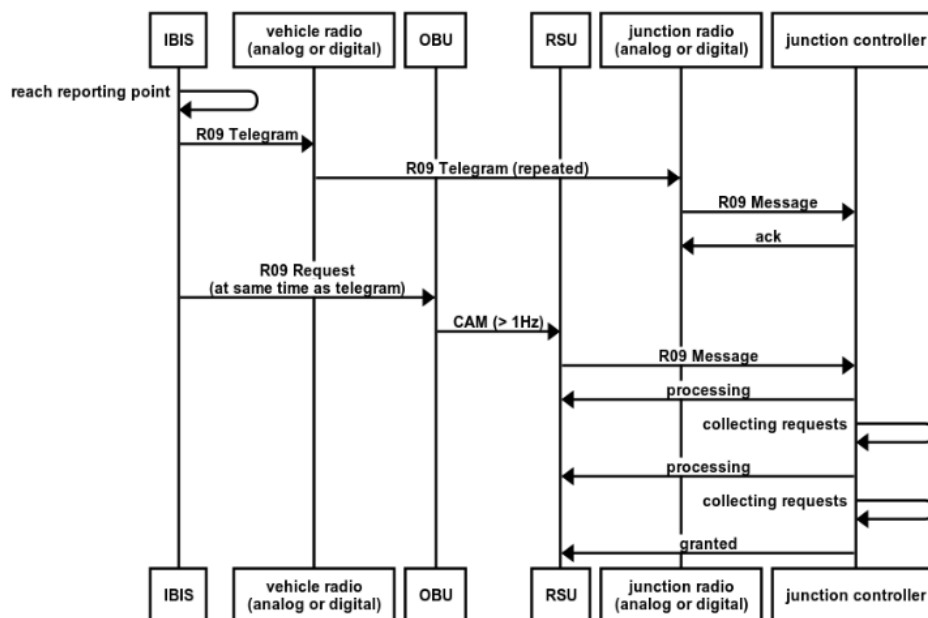 IBIS
vehicle radio
(analog or digital)
OBU
RSU
junction radio
(analog or digital)
junction controller
reach reporting point
R09 Telegram
R09 Telegram (repeated)
R09 Message
ack
R09 Request
(at same time as telegram)
CAM (> 1Hz)
R09 Message
processing
collecting requests
processing
collecting requests
granted
IBIS
vehicle radio
(analog or digital)
OBU
RSU
junction radio
(analog or digital)
junction controller